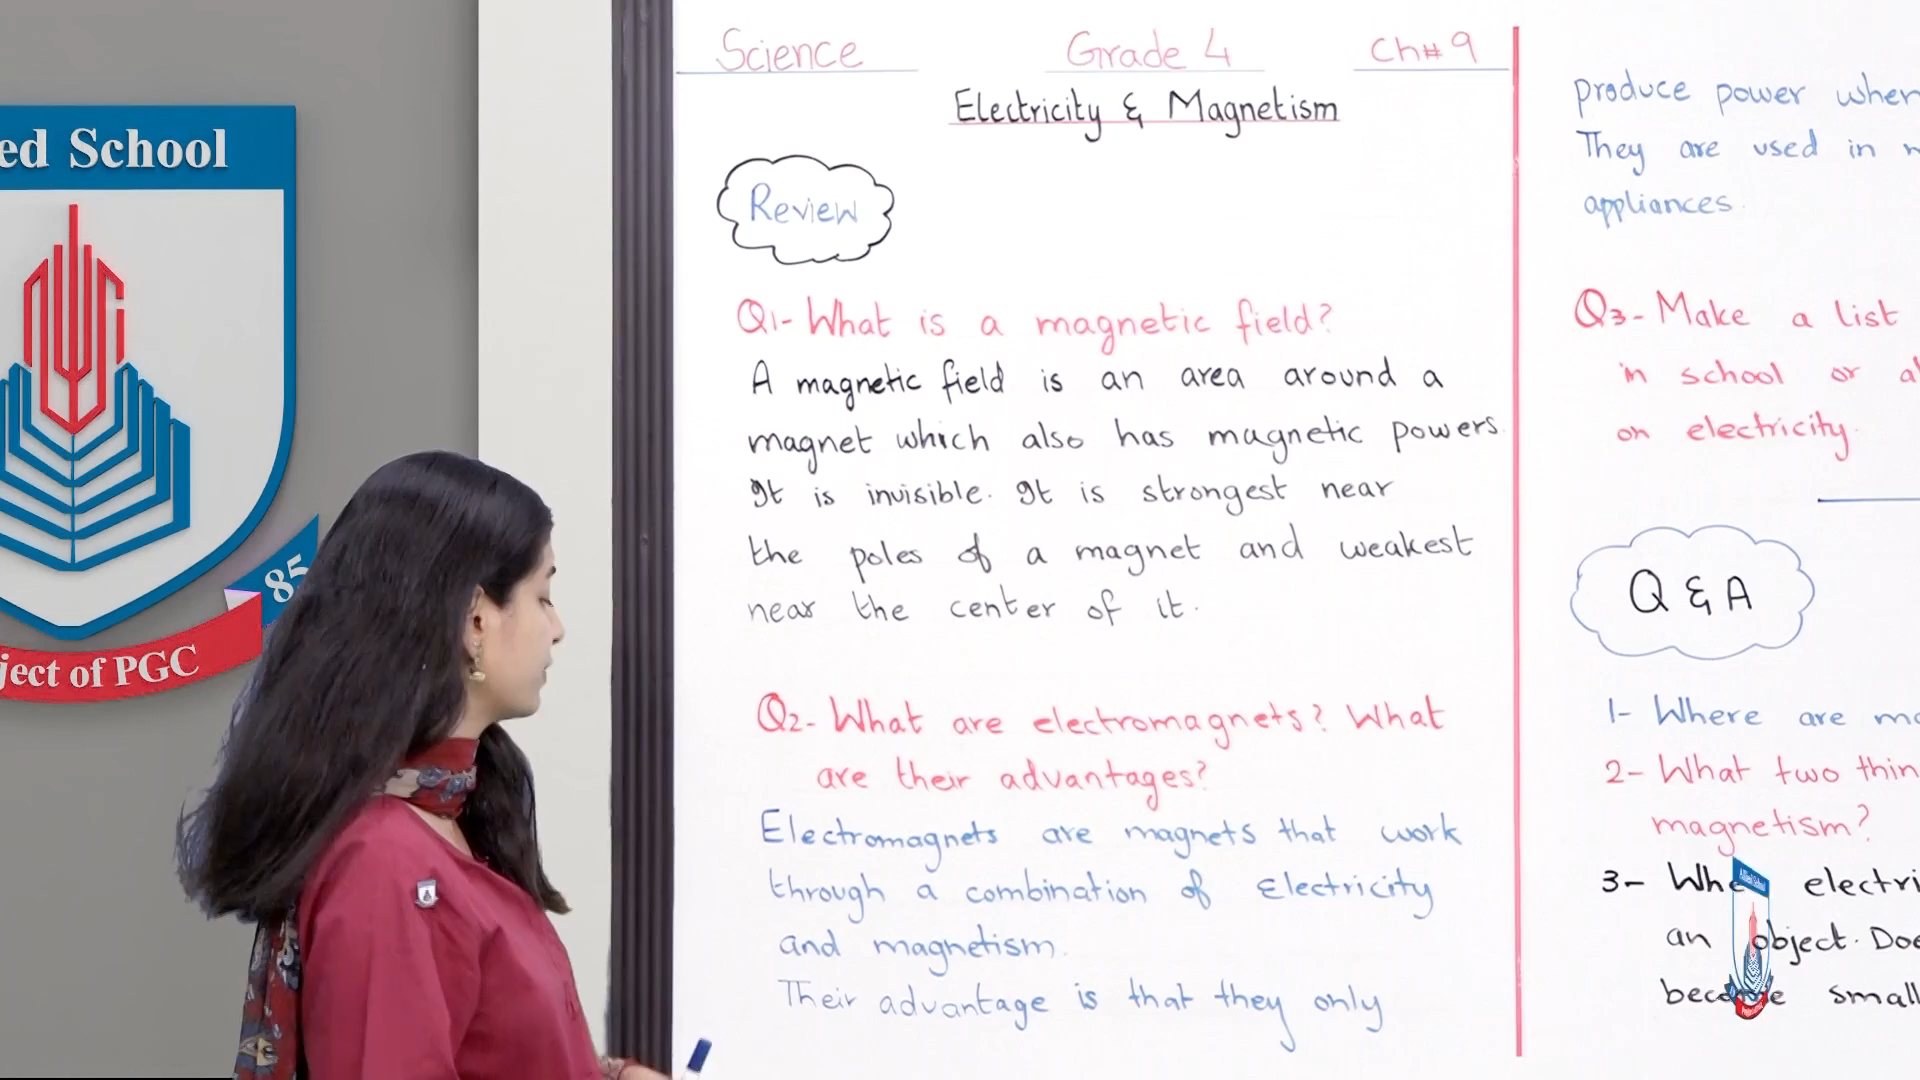 ed School
85
ject of PGC
Science Grade 4 Ch# 9
Electricity & Magnetism
Review
Q1- What is a magnetic field?
A magnetic field is an area around a
magnet which also has magnetic powers.
It is invisible. It is strongest near
the poles of a magnet and weakest
near the center of it.
Q2- What are electromagnets? What
are their advantages?
Electromagnets are magnets that work
through a combination of Electricity
and magnetism.
Their advantage is that they only
produce power when
They are used in
appliances.
Q3- Make a list
in school or
on electricity.
Q & A
1- Where are
2- What two
magnetism?
3- electri
an object. Doe
become small
Allied School